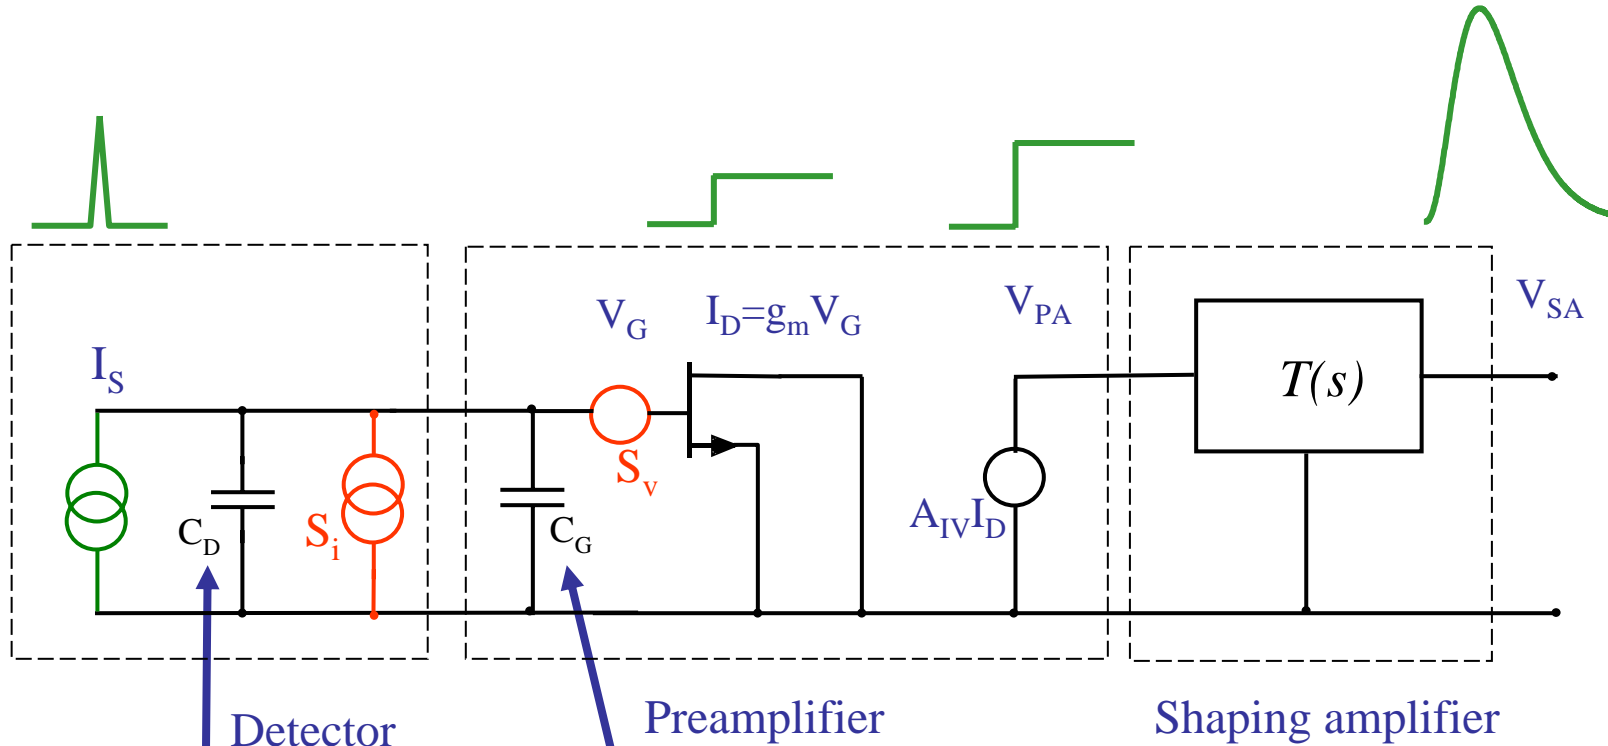 V_G
I_D=g_mV_G
V_PA
V_SA
I_S
T(s)
C_D
S_i
C_G
S_v
A_IVI_D
Detector
Preamplifier
Shaping amplifier